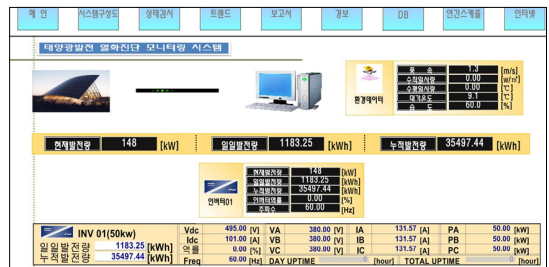 메 인 시스템구성도 상태감시 트랜드 보고서 경보 DB 연간스케줄 인터넷
태양광발전 열화진단 모니터링 시스템
환경데이터
풍 속 1.3 [m/s]
수직일사량 0.00 [w/㎡]
수평일사량 0.00 [℃]
대기온도 9.1 [℃]
습 도 60.0 [%]
현재발전량 148 [kW] 일일발전량 1183.25 [kWh] 누적발전량 35497.44 [kWh]
인버터01
현재발전량 148 [kW]
일일발전량 1183.25 [kWh]
누적발전량 35497.44 [kWh]
인버터역률 0.00 [%]
주파수 60.00 [Hz]
INV 01(50kw)
일일발전량 1183.25 [kWh]
누적발전량 35497.44 [kWh]
Vdc 495.00 [V] VA 380.00 [V] IA 131.57 [A] PA 50.00 [kW]
Idc 101.00 [A] VB 380.00 [V] IB 131.57 [A] PB 50.00 [kW]
역률 0.00 [%] VC 380.00 [V] IC 131.57 [A] PC 50.00 [kW]
Freq 60.00 [Hz] DAY UPTIME 0 [hour] TOTAL UPTIME 0 [hour]